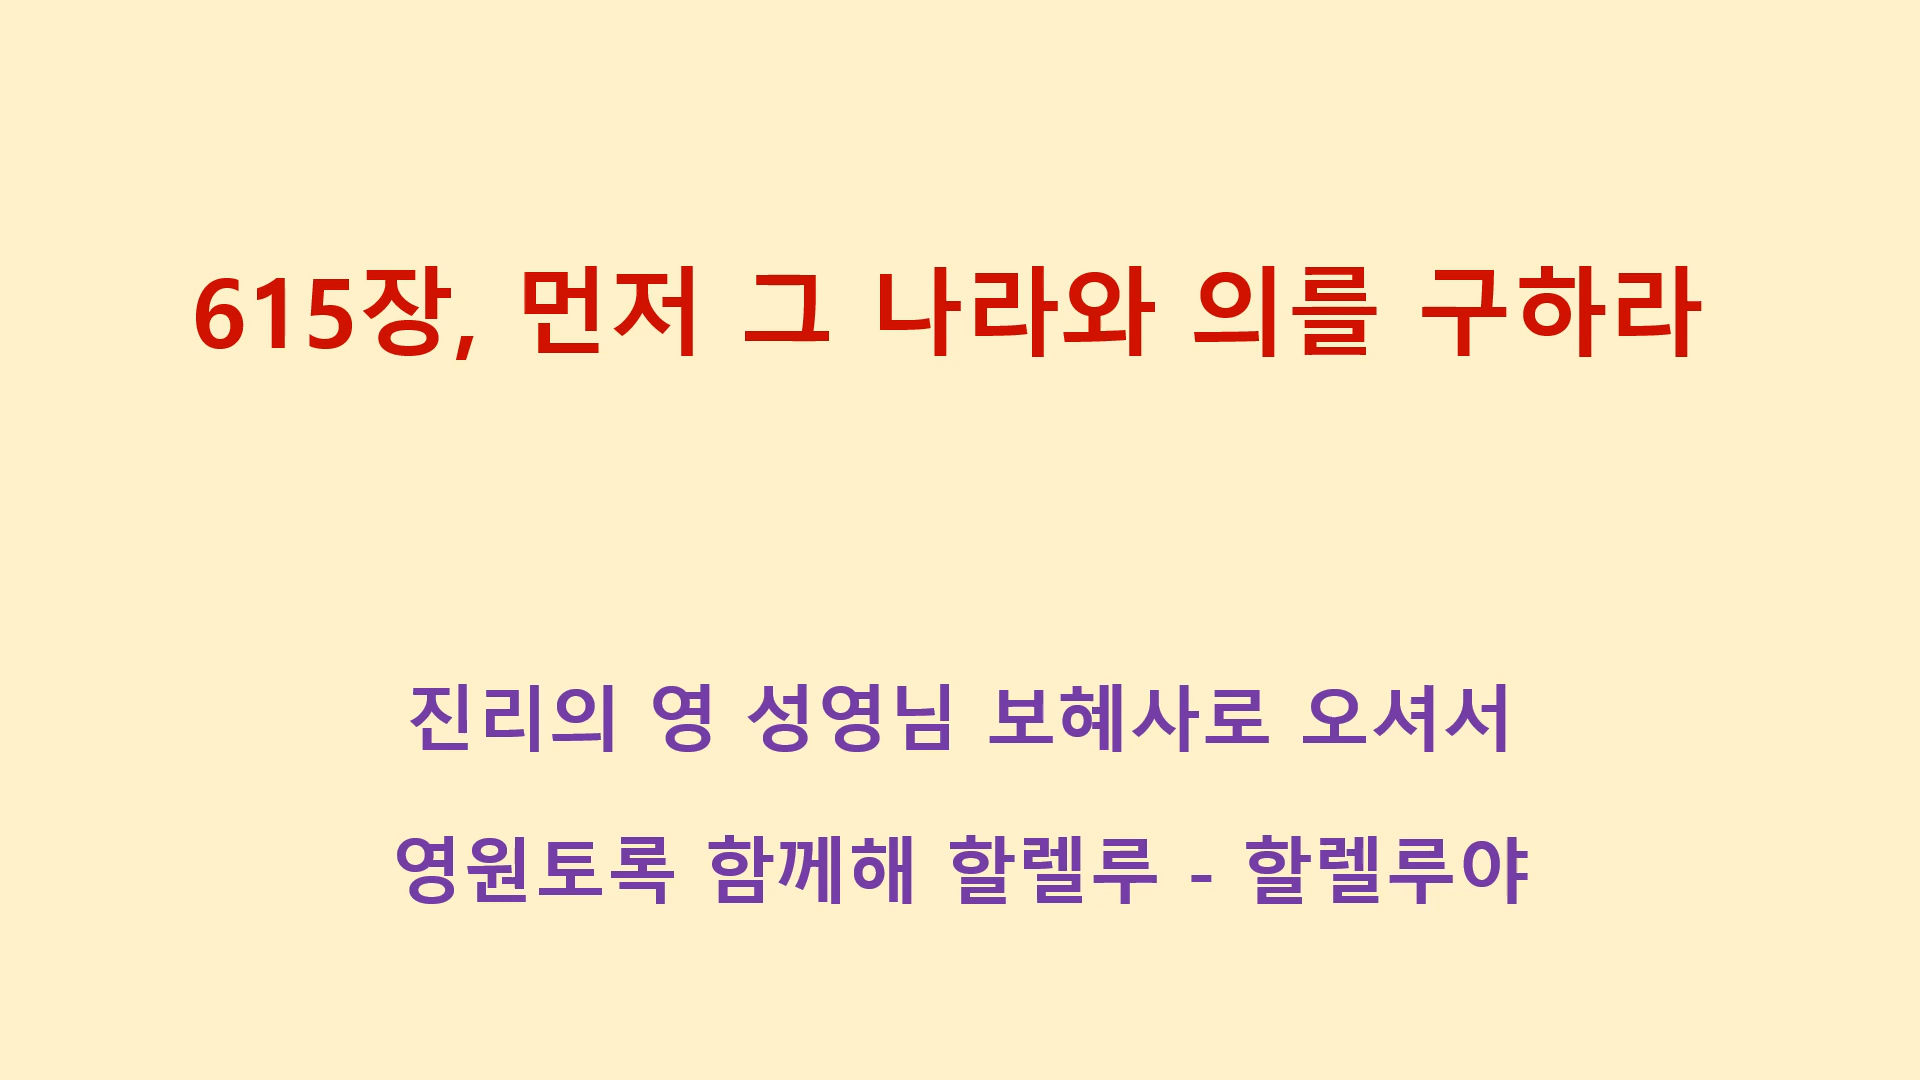 615장, 먼저 그 나라와 의를 구하라
진리의 영 성영님 보혜사로 오셔서
영원토록 함께해 할렐루 - 할렐루야